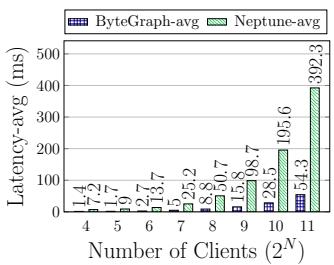 ByteGraph-avg Neptune-avg
Latency-avg (ms)
500
400
300
200
100
0
1.4 7.2 1.7 9 2.7 13.7 5 25.2 8.8 50.7 15.8 98.7 28.5 195.6 54.3 392.3
4 5 6 7 8 9 10 11
Number of Clients (2^N)